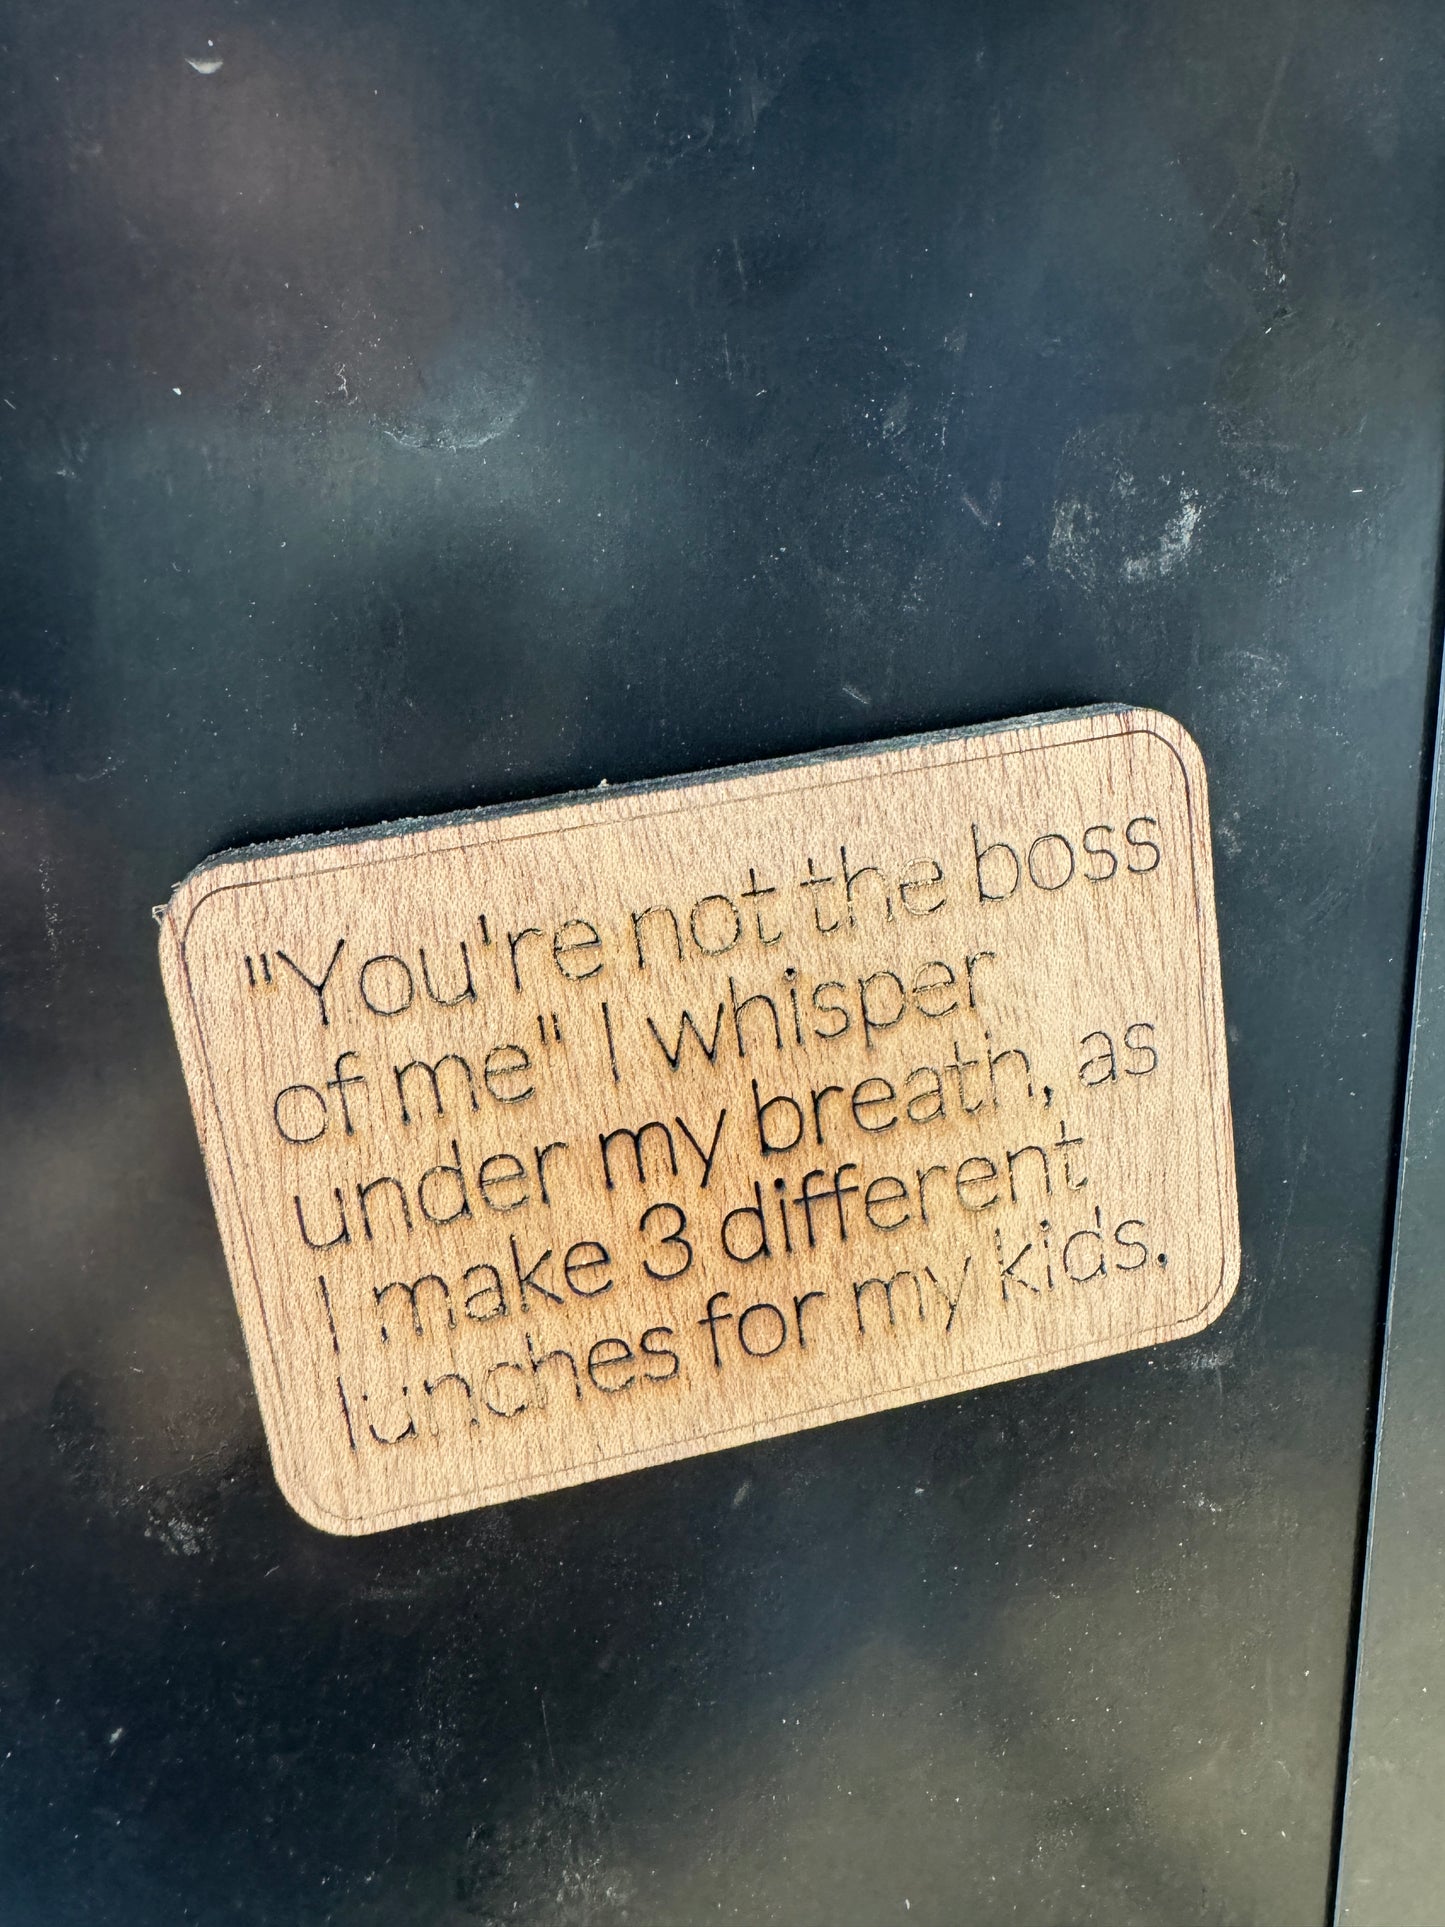 "You're not the boss
of me" I whisper
under my breath, as
I make 3 different
lunches for my kids.